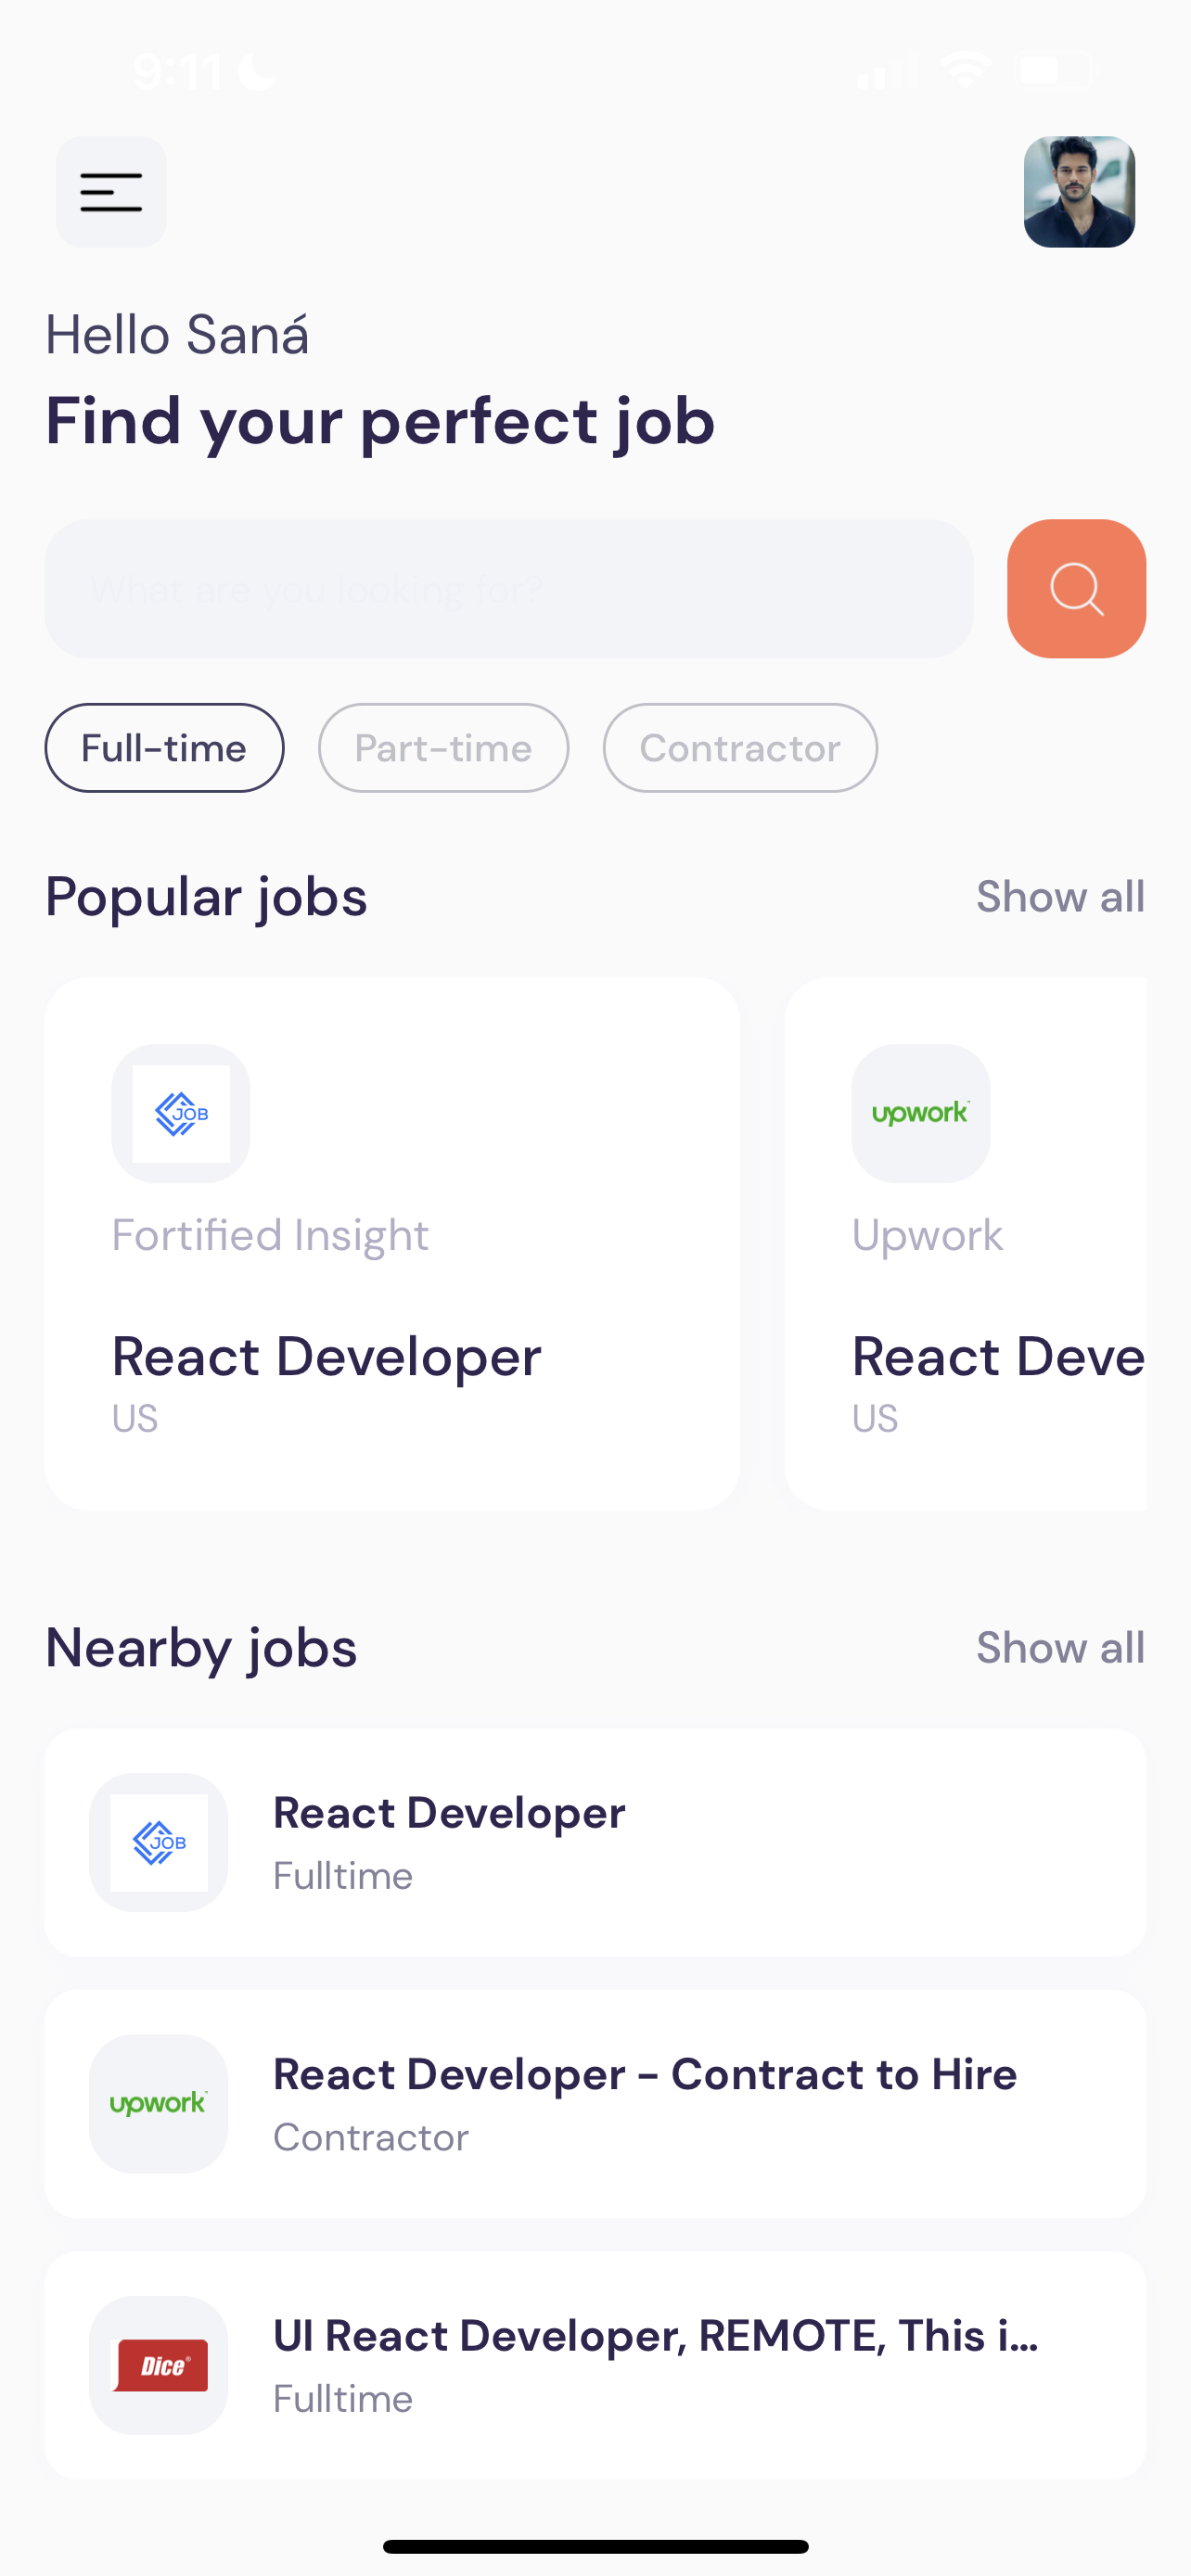 9:11
Hello Saná
Find your perfect job
What are you looking for?
Full-time Part-time Contractor
Popular jobs Show all
JOB
upwork
Fortified Insight
Upwork
React Developer
React Deve
US
US
Nearby jobs Show all
JOB
React Developer
Fulltime
upwork
React Developer - Contract to Hire
Contractor
Dice
UI React Developer, REMOTE, This i...
Fulltime